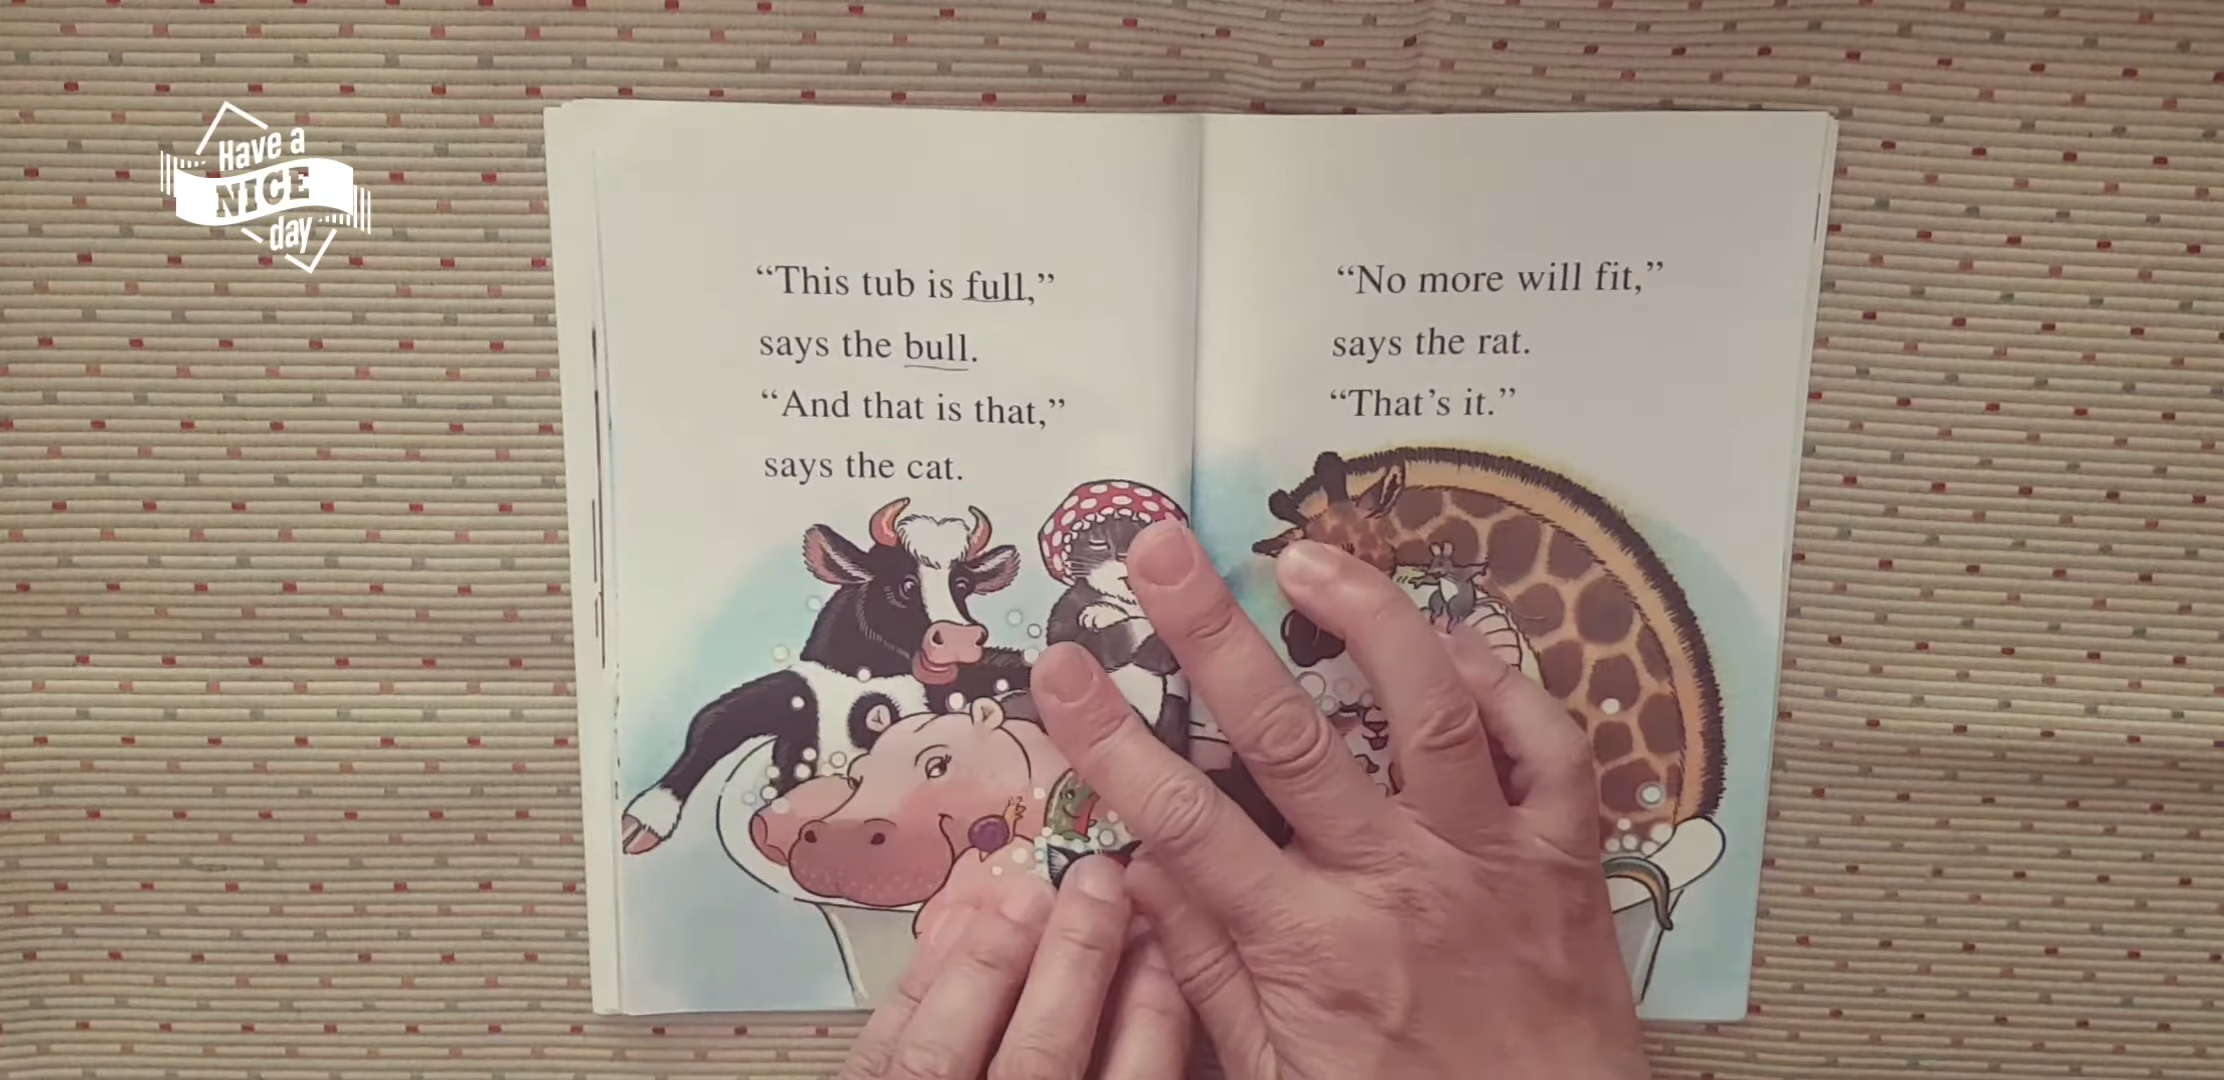 Have a
NICE
day
“This tub is full,”
says the bull.
“And that is that,”
says the cat.
“No more will fit,”
says the rat.
“That’s it.”